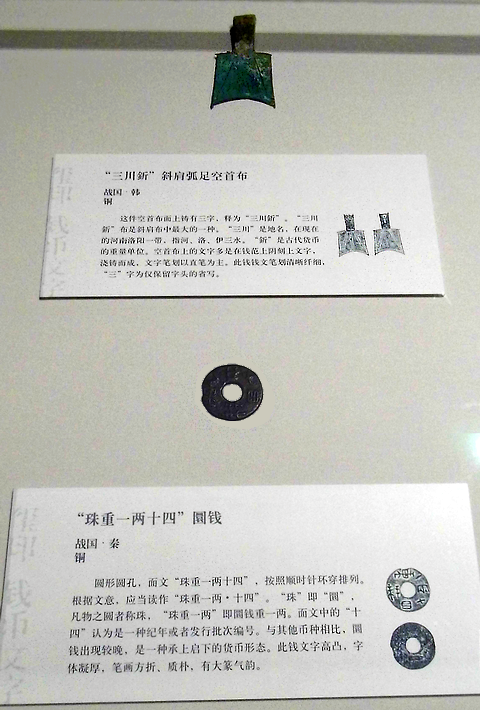 “三川釿”斜肩弧足空首布
战国·韩
铜
这件空首布面上铸有三字，释为“三川釿”。“三川
釿”布是斜肩布中最大的一种。“三川”是地名，在现在
的河南洛阳一带，指河、洛、伊三水。“釿”是古代货币
的重量单位。空首布上的文字多是在钱范上阴刻上文字，
浇铸而成，文字笔划以直笔为主。此钱钱文笔划清晰纤细，
“三”字为仅保留字头的省写。
“珠重一两十四”圜钱
战国·秦
铜
圆形圆孔，面文“珠重一两十四”，按照顺时针环穿排列。
根据文意，应当读作“珠重一两·十四”。“珠”即“圜”，
凡物之圆者称珠，“珠重一两”即圜钱重一两。而文中的“十
四”认为是一种纪年或者发行批次编号。与其他币种相比，圜
钱出现较晚，是一种承上启下的货币形态。此钱文字高凸，字
体凝厚，笔画方折、质朴，有大篆气韵。